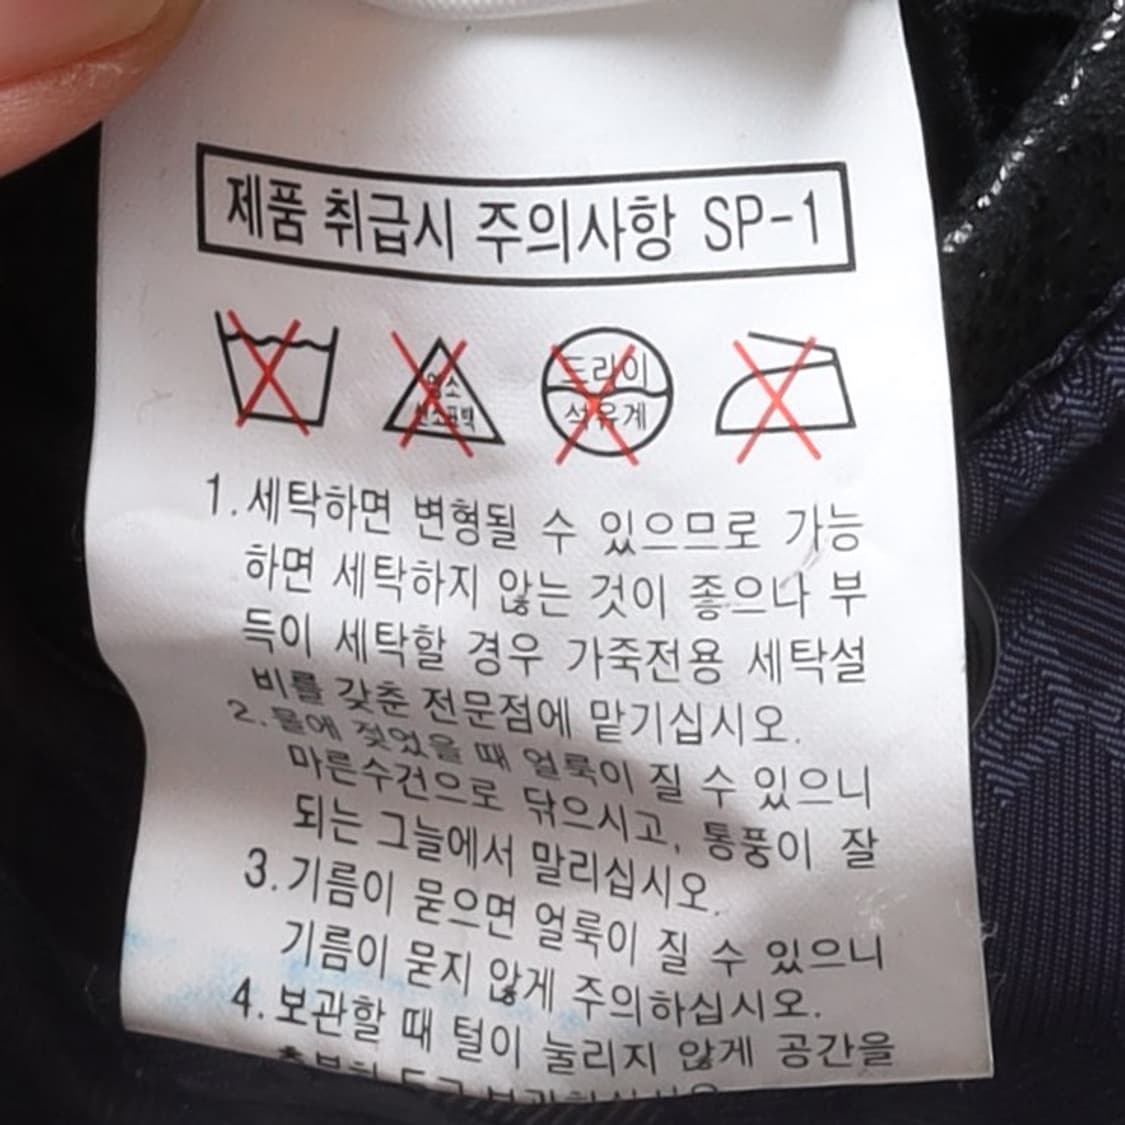 제품 취급시 주의사항 SP-1
염소
산소표백
드라이
석유계
1.세탁하면 변형될 수 있으므로 가능
하면 세탁하지 않는 것이 좋으나 부
득이 세탁할 경우 가죽전용 세탁설
비를 갖춘 전문점에 맡기십시오.
2.물에 젖었을 때 얼룩이 질 수 있으니
마른수건으로 닦으시고, 통풍이 잘
되는 그늘에서 말리십시오.
3.기름이 묻으면 얼룩이 질 수 있으니
기름이 묻지 않게 주의하십시오.
4.보관할 때 털이 눌리지 않게 공간을